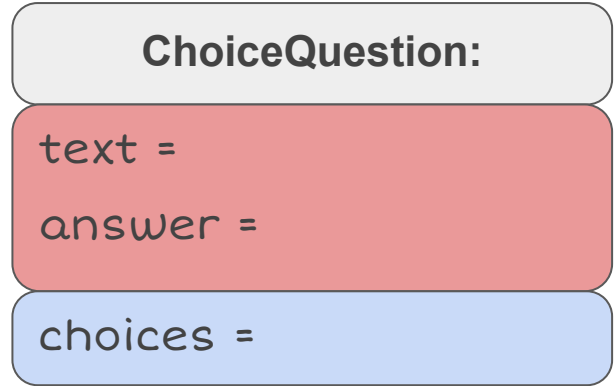 ChoiceQuestion:
text =
answer =
choices =